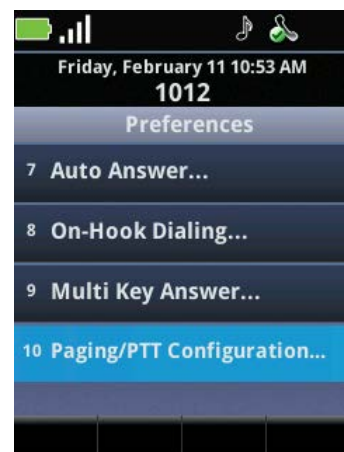 Friday, February 11 10:53 AM
1012
Preferences
7 Auto Answer...
8 On-Hook Dialing...
9 Multi Key Answer...
10 Paging/PTT Configuration...